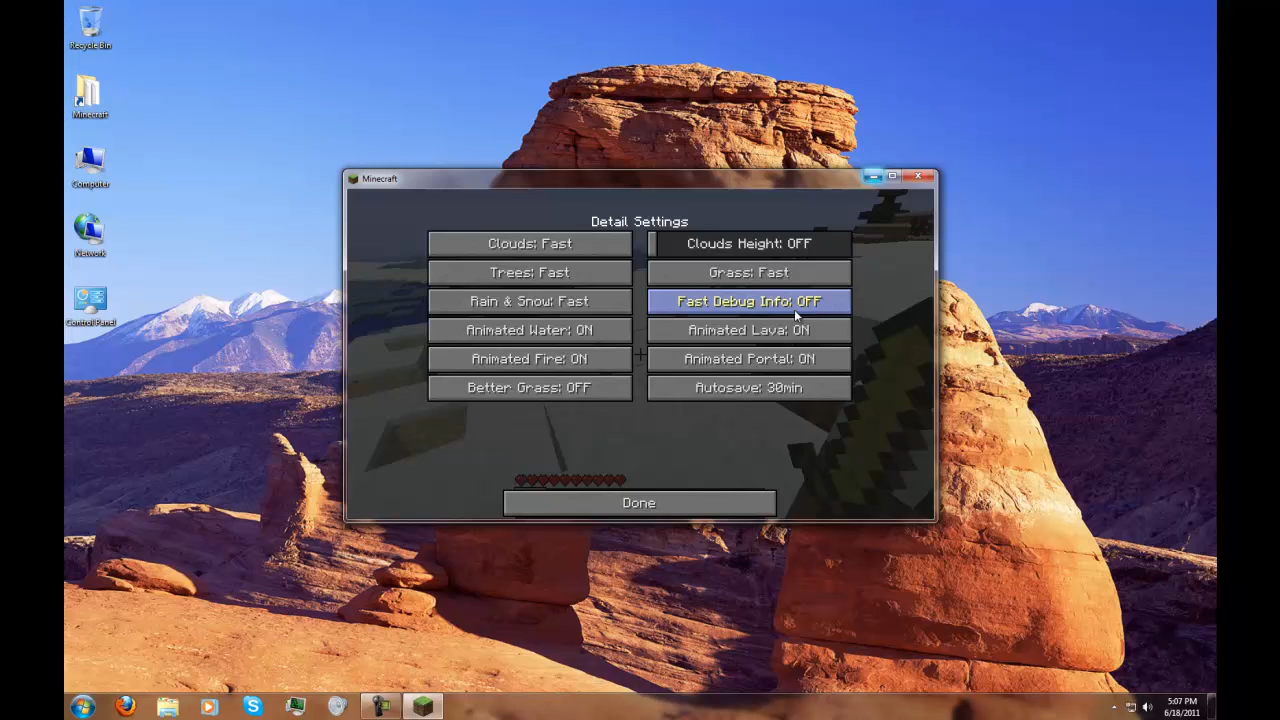 Recycle Bin
Minecraft
Computer
Network
Control Panel
Minecraft
Detail Settings
Clouds: Fast
Clouds Height: OFF
Trees: Fast
Grass: Fast
Rain & Snow: Fast
Fast Debug Info: OFF
Animated Water: ON
Animated Lava: ON
Animated Fire: ON
Animated Portal: ON
Better Grass: OFF
Autosave: 30min
Done
5:07 PM
6/18/2011